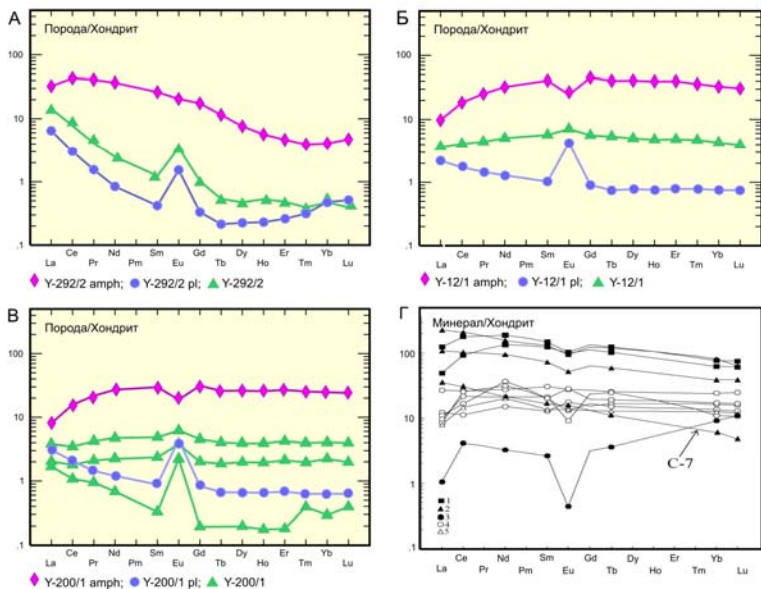 А
Порода/Хондрит
100
10
1
.1
La Ce Pr Nd Pm Sm Eu Gd Tb Dy Ho Er Tm Yb Lu
Y-292/2 amph; Y-292/2 pl; Y-292/2
Б
Порода/Хондрит
100
10
1
.1
La Ce Pr Nd Pm Sm Eu Gd Tb Dy Ho Er Tm Yb Lu
Y-12/1 amph; Y-12/1 pl; Y-12/1
В
Порода/Хондрит
100
10
1
.1
La Ce Pr Nd Pm Sm Eu Gd Tb Dy Ho Er Tm Yb Lu
Y-200/1 amph; Y-200/1 pl; Y-200/1
Г
Минерал/Хондрит
100
10
1
.1
С-7
1
2
3
4
5
La Ce Pr Nd Pm Sm Eu Gd Tb Dy Ho Er Tm Yb Lu